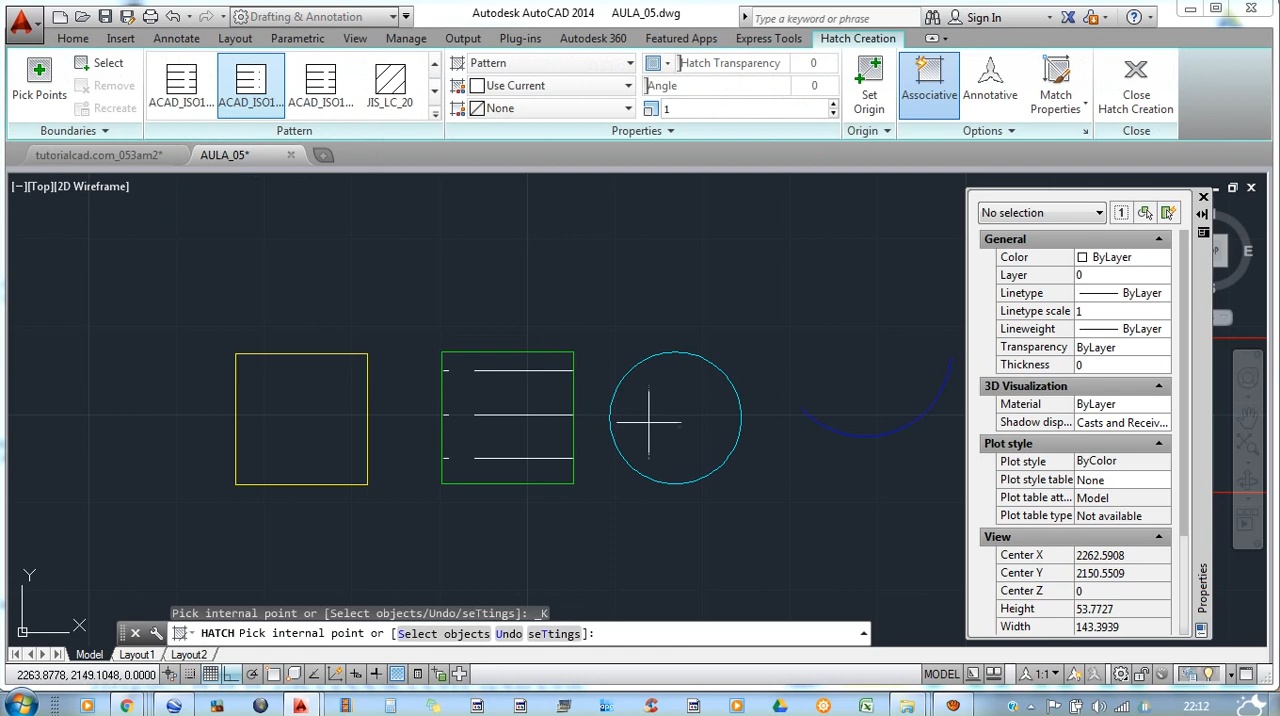 Drafting & Annotation
Autodesk AutoCAD 2014 AULA_05.dwg
Type a keyword or phrase
Sign In
Home Insert Annotate Layout Parametric View Manage Output Plug-ins Autodesk 360 Featured Apps Express Tools Hatch Creation
Pick Points
Select
Remove
Recreate
Boundaries
ACAD_ISO1... ACAD_ISO1... ACAD_ISO1... JIS_LC_20
Pattern
Pattern
Use Current
None
Hatch Transparency 0
Angle 0
1
Properties
Set
Origin
Origin
Associative
Annotative
Match
Properties
Options
Close
Hatch Creation
Close
tutorialcad.com_053am2* AULA_05*
[−][Top][2D Wireframe]
E
No selection
General
Color ByLayer
Layer 0
Linetype ByLayer
Linetype scale 1
Lineweight ByLayer
Transparency ByLayer
Thickness 0
3D Visualization
Material ByLayer
Shadow disp... Casts and Receiv...
Plot style
Plot style ByColor
Plot style table None
Plot table att... Model
Plot table type Not available
View
Center X 2262.5908
Center Y 2150.5509
Center Z 0
Height 53.7727
Width 143.3939
Properties
Y
X
Pick internal point or [Select objects/Undo/seTtings]: _K
HATCH Pick internal point or [Select objects Undo seTtings]:
Model Layout1 Layout2
2263.8778, 2149.1048, 0.0000
MODEL
1:1
22:12